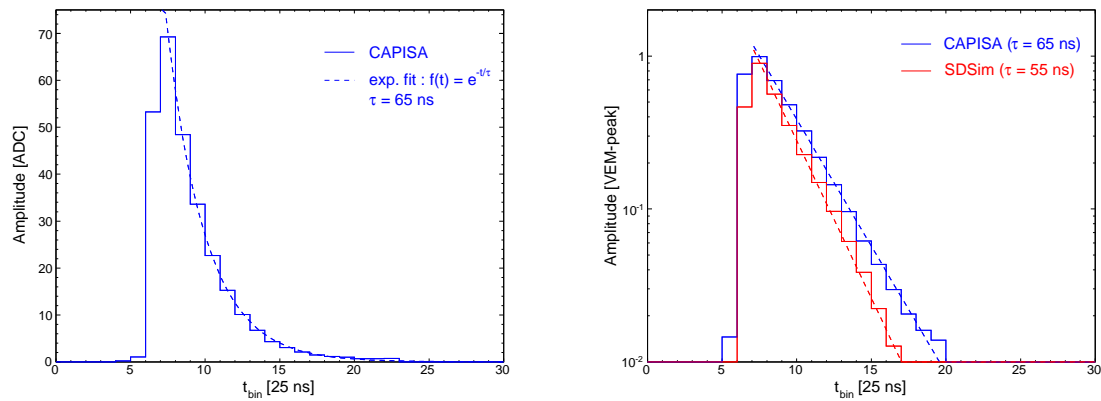 70
60
50
40
30
20
10
0
Amplitude [ADC]
CAPISA
exp. fit : f(t) = e^{-t/τ}
τ = 65 ns
0 5 10 15 20 25 30
t_{bin} [25 ns]
1
10^{-1}
10^{-2}
Amplitude [VEM-peak]
CAPISA (τ = 65 ns)
SDSim (τ = 55 ns)
0 5 10 15 20 25 30
t_{bin} [25 ns]